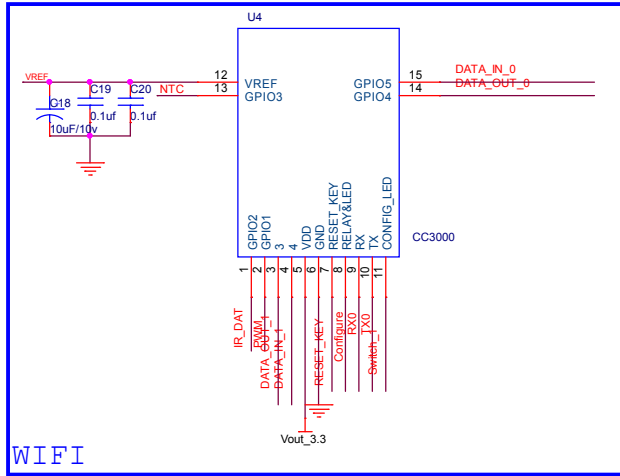 U4
VREF
12
VREF
GPIO5
15
DATA_IN_0
C19
C20
NTC
13
GPIO3
GPIO4
14
DATA_OUT_0
C18
0.1uf
0.1uf
10uF/10v
CC3000
GPIO2
GPIO1
3
4
VDD
GND
RESET_KEY
RELAY&LED
RX
TX
CONFIG_LED
1
2
3
4
5
6
7
8
9
10
11
IR_DAT
PWM
DATA_OUT_1
DATA_IN_1
RESET_KEY
Configure
RX0
TX0
Switch_1
Vout_3.3
WIFI